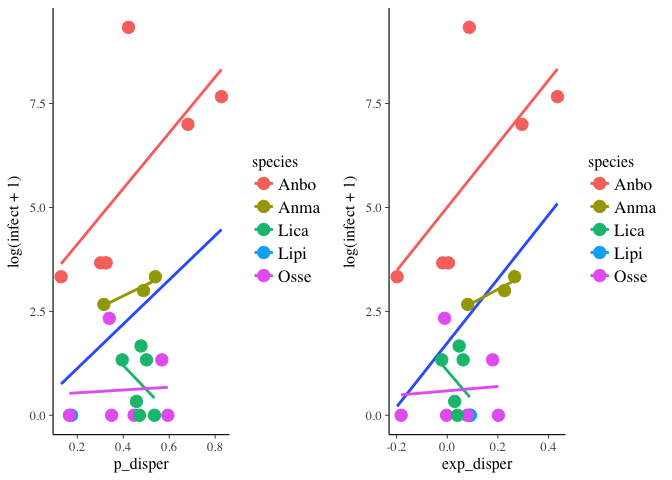 log(infect + 1)
7.5
5.0
2.5
0.0
0.2 0.4 0.6 0.8
p_disper
species
Anbo
Anma
Lica
Lipi
Osse
log(infect + 1)
7.5
5.0
2.5
0.0
-0.2 0.0 0.2 0.4
exp_disper
species
Anbo
Anma
Lica
Lipi
Osse